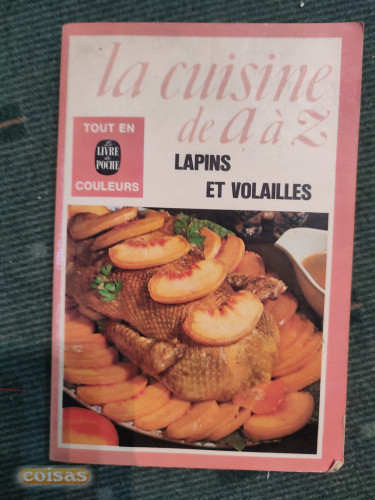 la cuisine
de a à z
TOUT EN
Le
LIVRE
de
POCHE
COULEURS
LAPINS
ET VOLAILLES
coisas